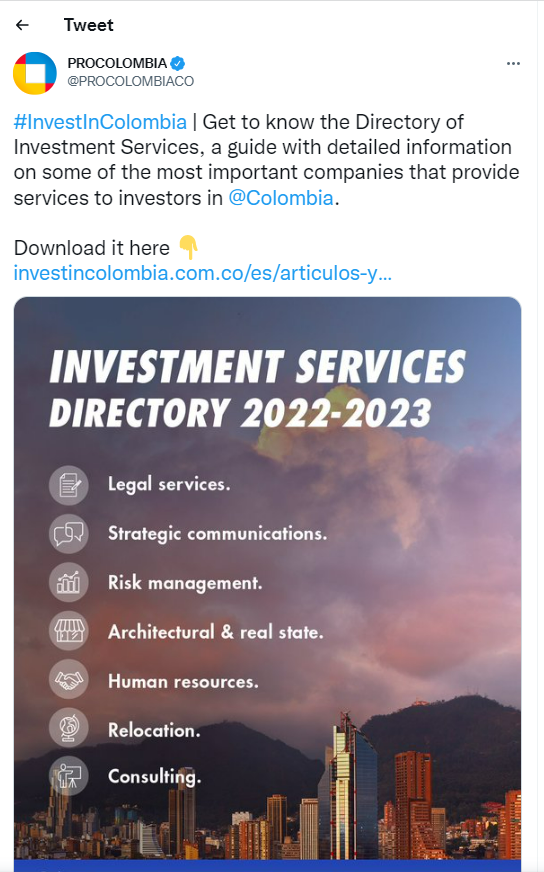 Tweet
PROCOLOMBIA
@PROCOLOMBIACO
#InvestInColombia | Get to know the Directory of
Investment Services, a guide with detailed information
on some of the most important companies that provide
services to investors in @Colombia.
Download it here 👇
investincolombia.com.co/es/articulos-y...
INVESTMENT SERVICES
DIRECTORY 2022-2023
Legal services.
Strategic communications.
Risk management.
Architectural & real state.
Human resources.
Relocation.
Consulting.